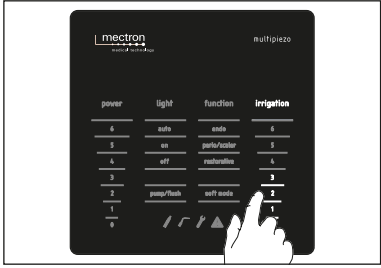 mectron
medical technology
multipiezo
power light function irrigation
6 auto endo 6
5 on perio/scaler 5
4 off restorative 4
3 3
2 pump/flush soft mode 2
1 1
0